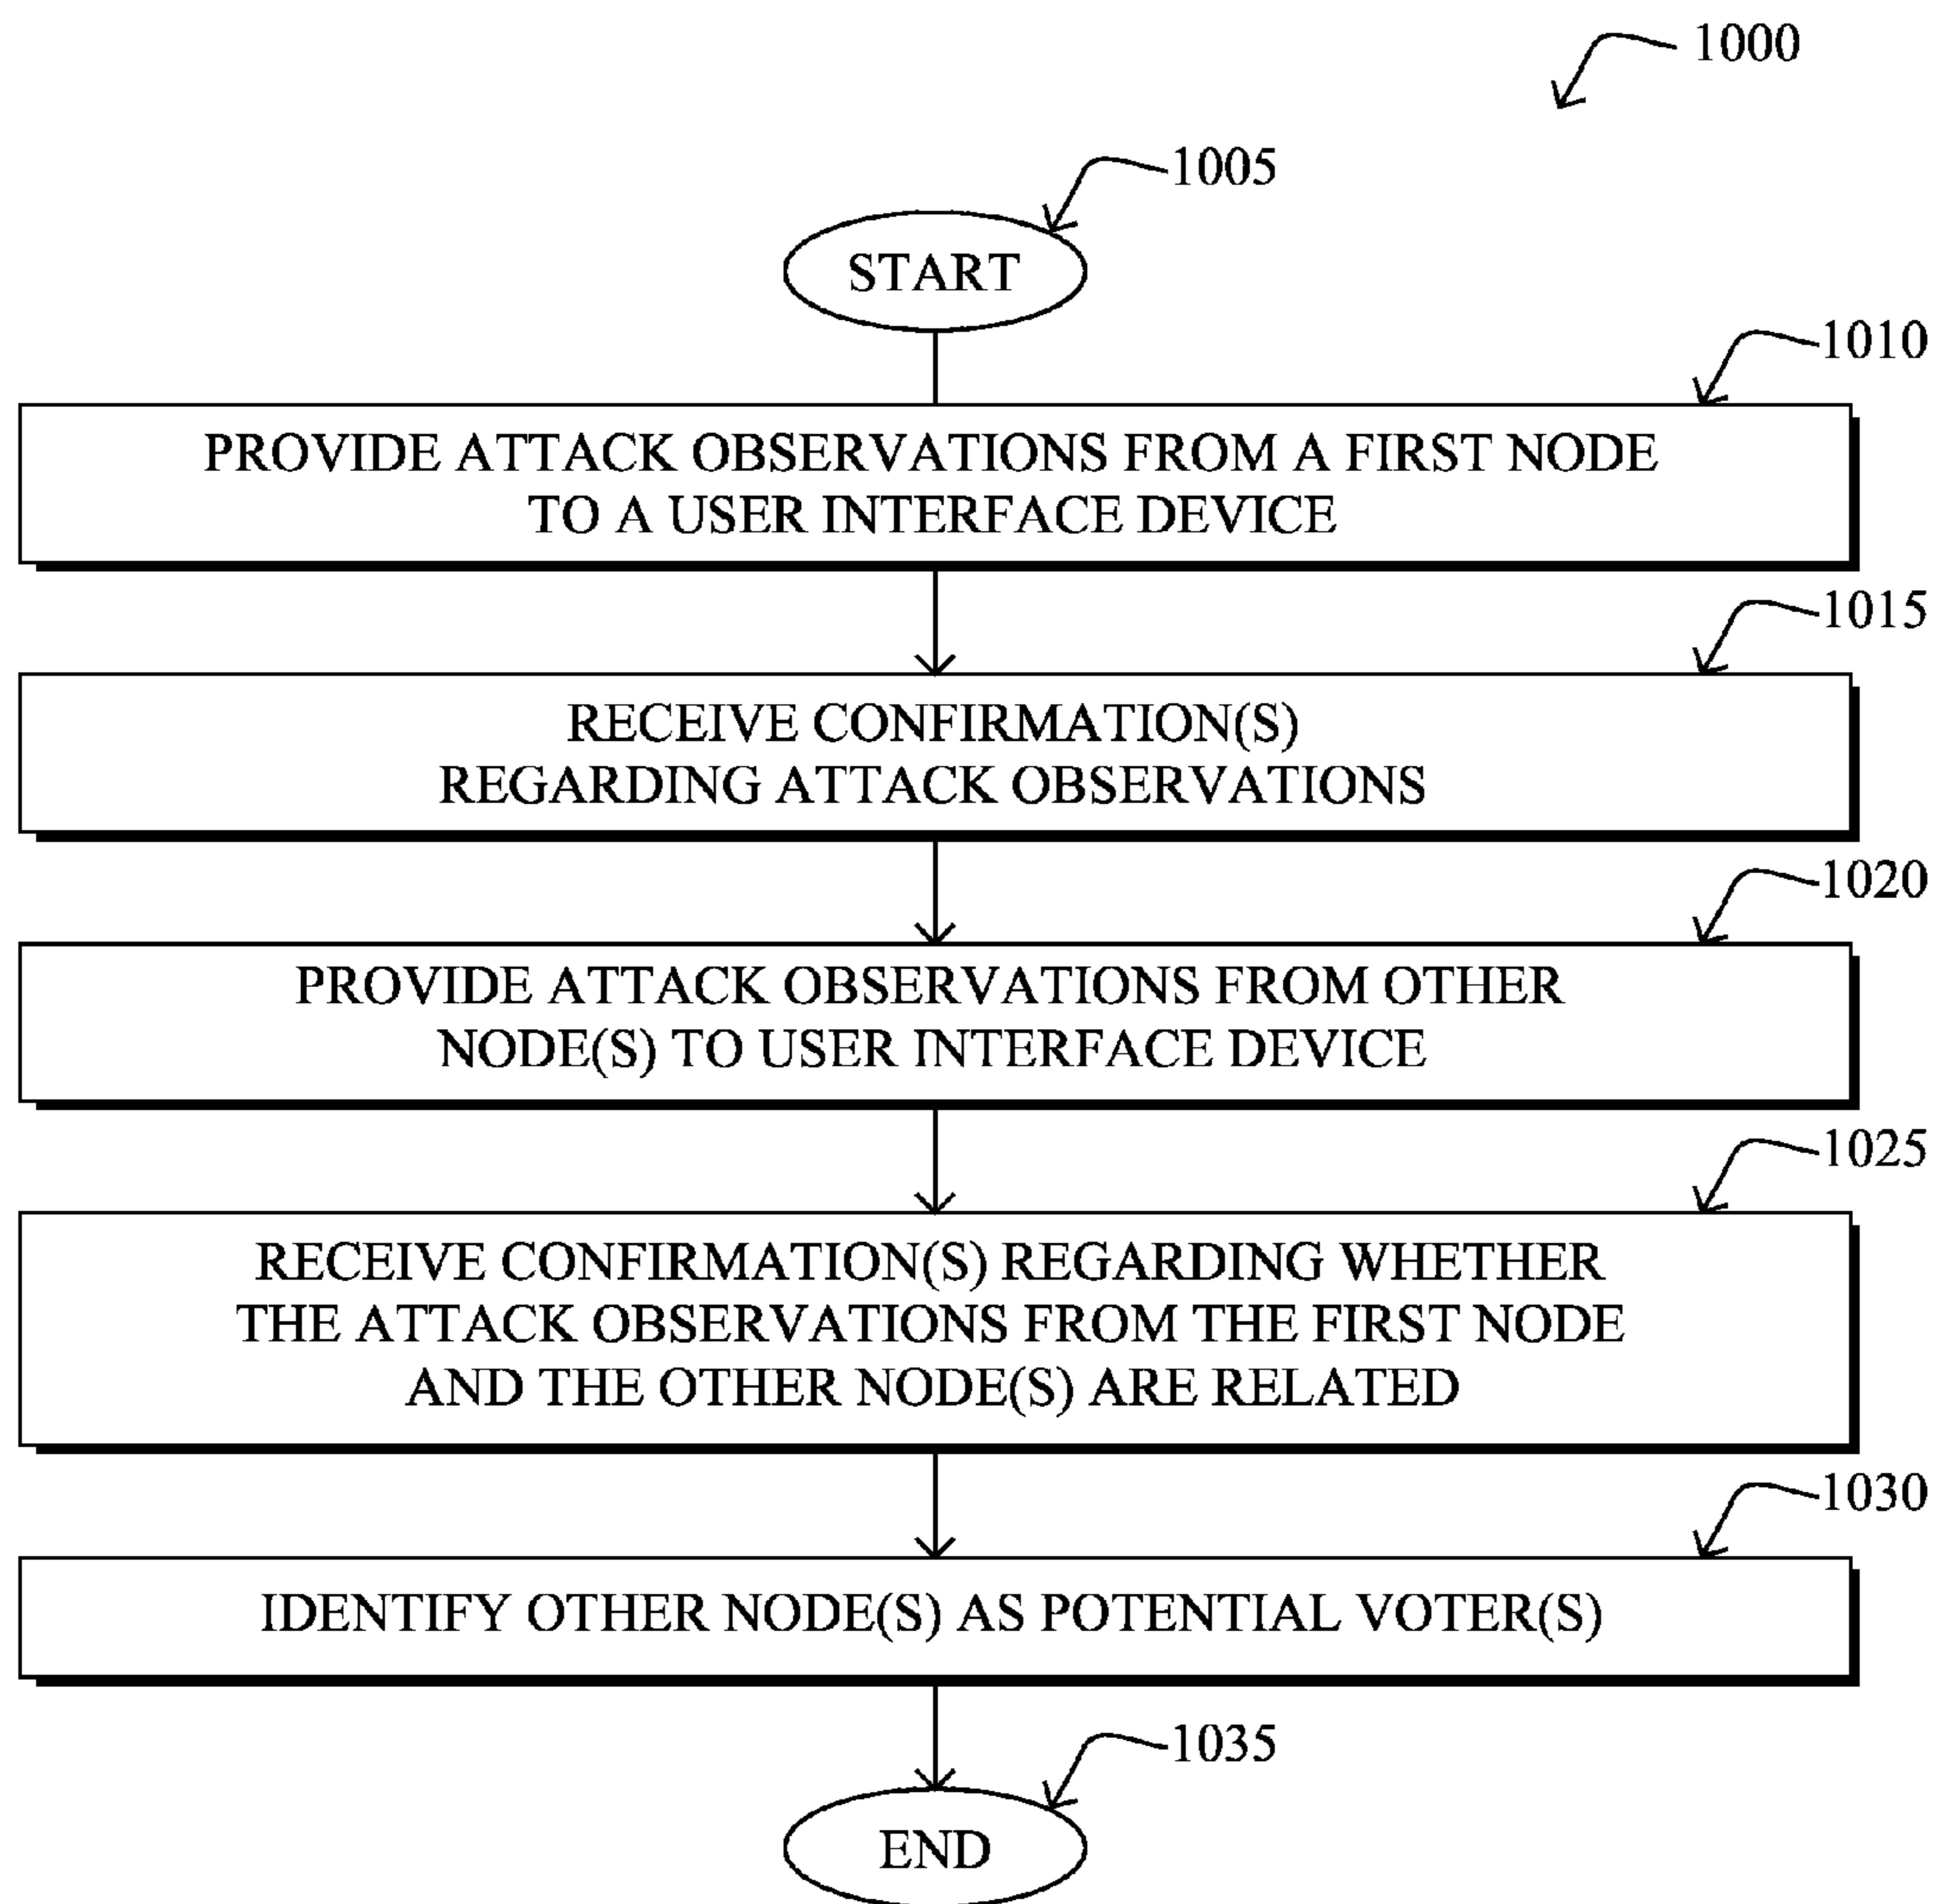 1000
1005
START
1010
PROVIDE ATTACK OBSERVATIONS FROM A FIRST NODE
TO A USER INTERFACE DEVICE
1015
RECEIVE CONFIRMATION(S)
REGARDING ATTACK OBSERVATIONS
1020
PROVIDE ATTACK OBSERVATIONS FROM OTHER
NODE(S) TO USER INTERFACE DEVICE
1025
RECEIVE CONFIRMATION(S) REGARDING WHETHER
THE ATTACK OBSERVATIONS FROM THE FIRST NODE
AND THE OTHER NODE(S) ARE RELATED
1030
IDENTIFY OTHER NODE(S) AS POTENTIAL VOTER(S)
1035
END